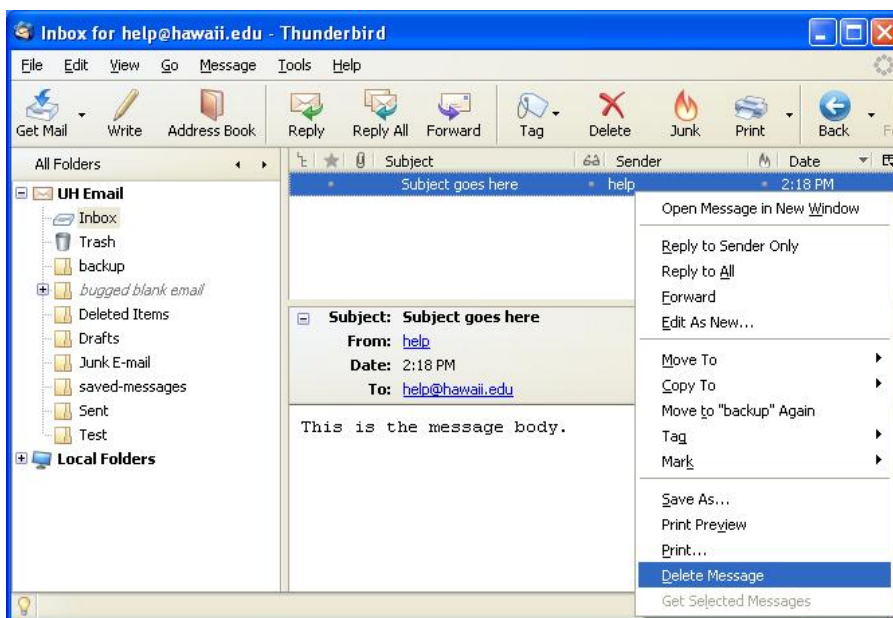 Inbox for help@hawaii.edu - Thunderbird
File Edit View Go Message Tools Help
Get Mail Write Address Book Reply Reply All Forward Tag Delete Junk Print Back
All Folders
Subject Sender Date
UH Email
Inbox
Trash
backup
bugged blank email
Deleted Items
Drafts
Junk E-mail
saved-messages
Sent
Test
Local Folders
Subject goes here help 2:18 PM
Subject: Subject goes here
From: help
Date: 2:18 PM
To: help@hawaii.edu
This is the message body.
Open Message in New Window
Reply to Sender Only
Reply to All
Forward
Edit As New...
Move To
Copy To
Move to "backup" Again
Tag
Mark
Save As...
Print Preview
Print...
Delete Message
Get Selected Messages